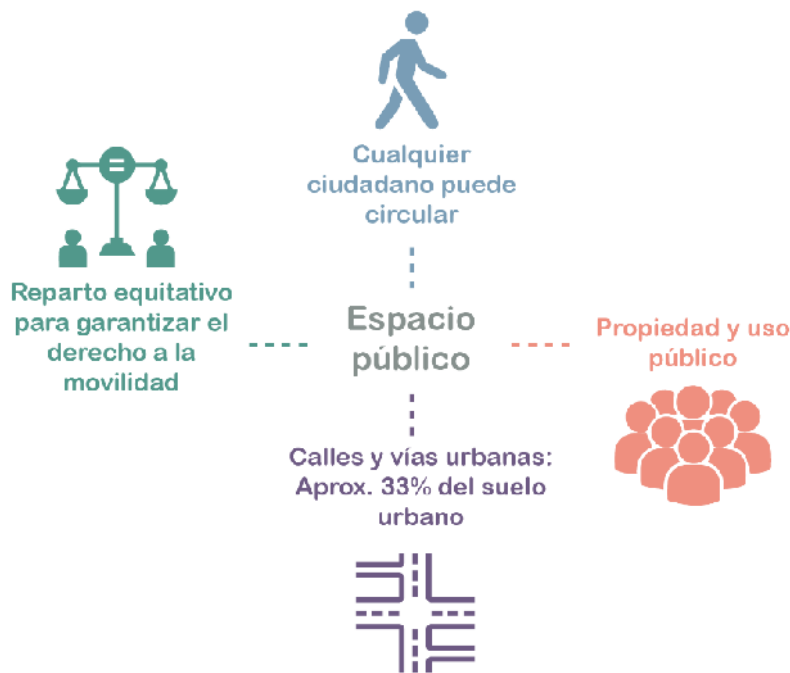 Cualquier
ciudadano puede
circular
Reparto equitativo
para garantizar el
derecho a la
movilidad
Espacio
público
Propiedad y uso
público
Calles y vías urbanas:
Aprox. 33% del suelo
urbano